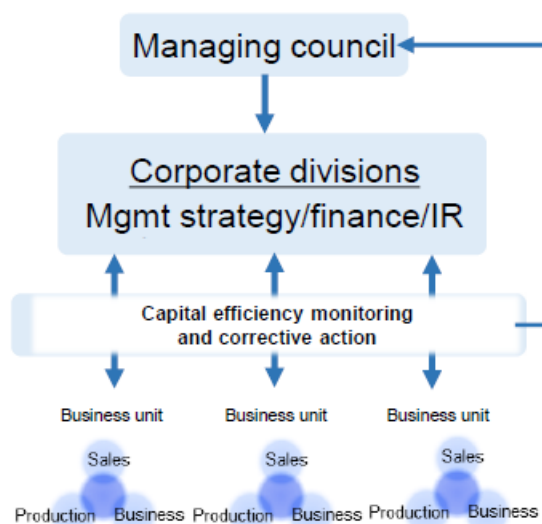 Managing council
Corporate divisions
Mgmt strategy/finance/IR
Capital efficiency monitoring
and corrective action
Business unit Business unit Business unit
Sales Sales Sales
Production Business Production Business Production Business